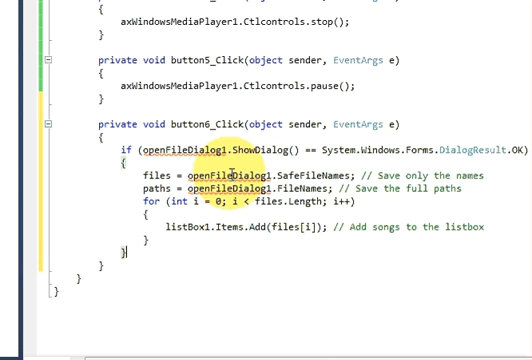 {
axWindowsMediaPlayer1.Ctlcontrols.stop();
}
private void button5_Click(object sender, EventArgs e)
{
axWindowsMediaPlayer1.Ctlcontrols.pause();
}
private void button6_Click(object sender, EventArgs e)
{
if (openFileDialog1.ShowDialog() == System.Windows.Forms.DialogResult.OK)
{
files = openFileDialog1.SafeFileNames; // Save only the names
paths = openFileDialog1.FileNames; // Save the full paths
for (int i = 0; i < files.Length; i++)
{
listBox1.Items.Add(files[i]); // Add songs to the listbox
}
}
}
}
}